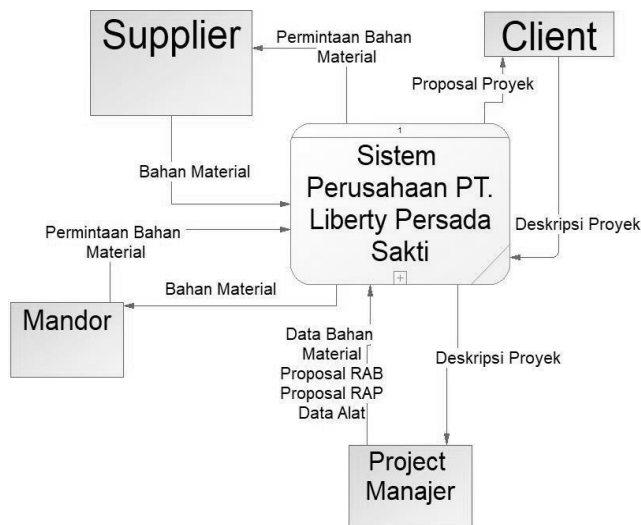 Supplier
Permintaan Bahan
Material
Client
Proposal Proyek
1
Sistem
Perusahaan PT.
Liberty Persada
Sakti
Bahan Material
Permintaan Bahan
Material
Deskripsi Proyek
Bahan Material
Mandor
Data Bahan
Material
Proposal RAB
Proposal RAP
Data Alat
Deskripsi Proyek
Project
Manajer